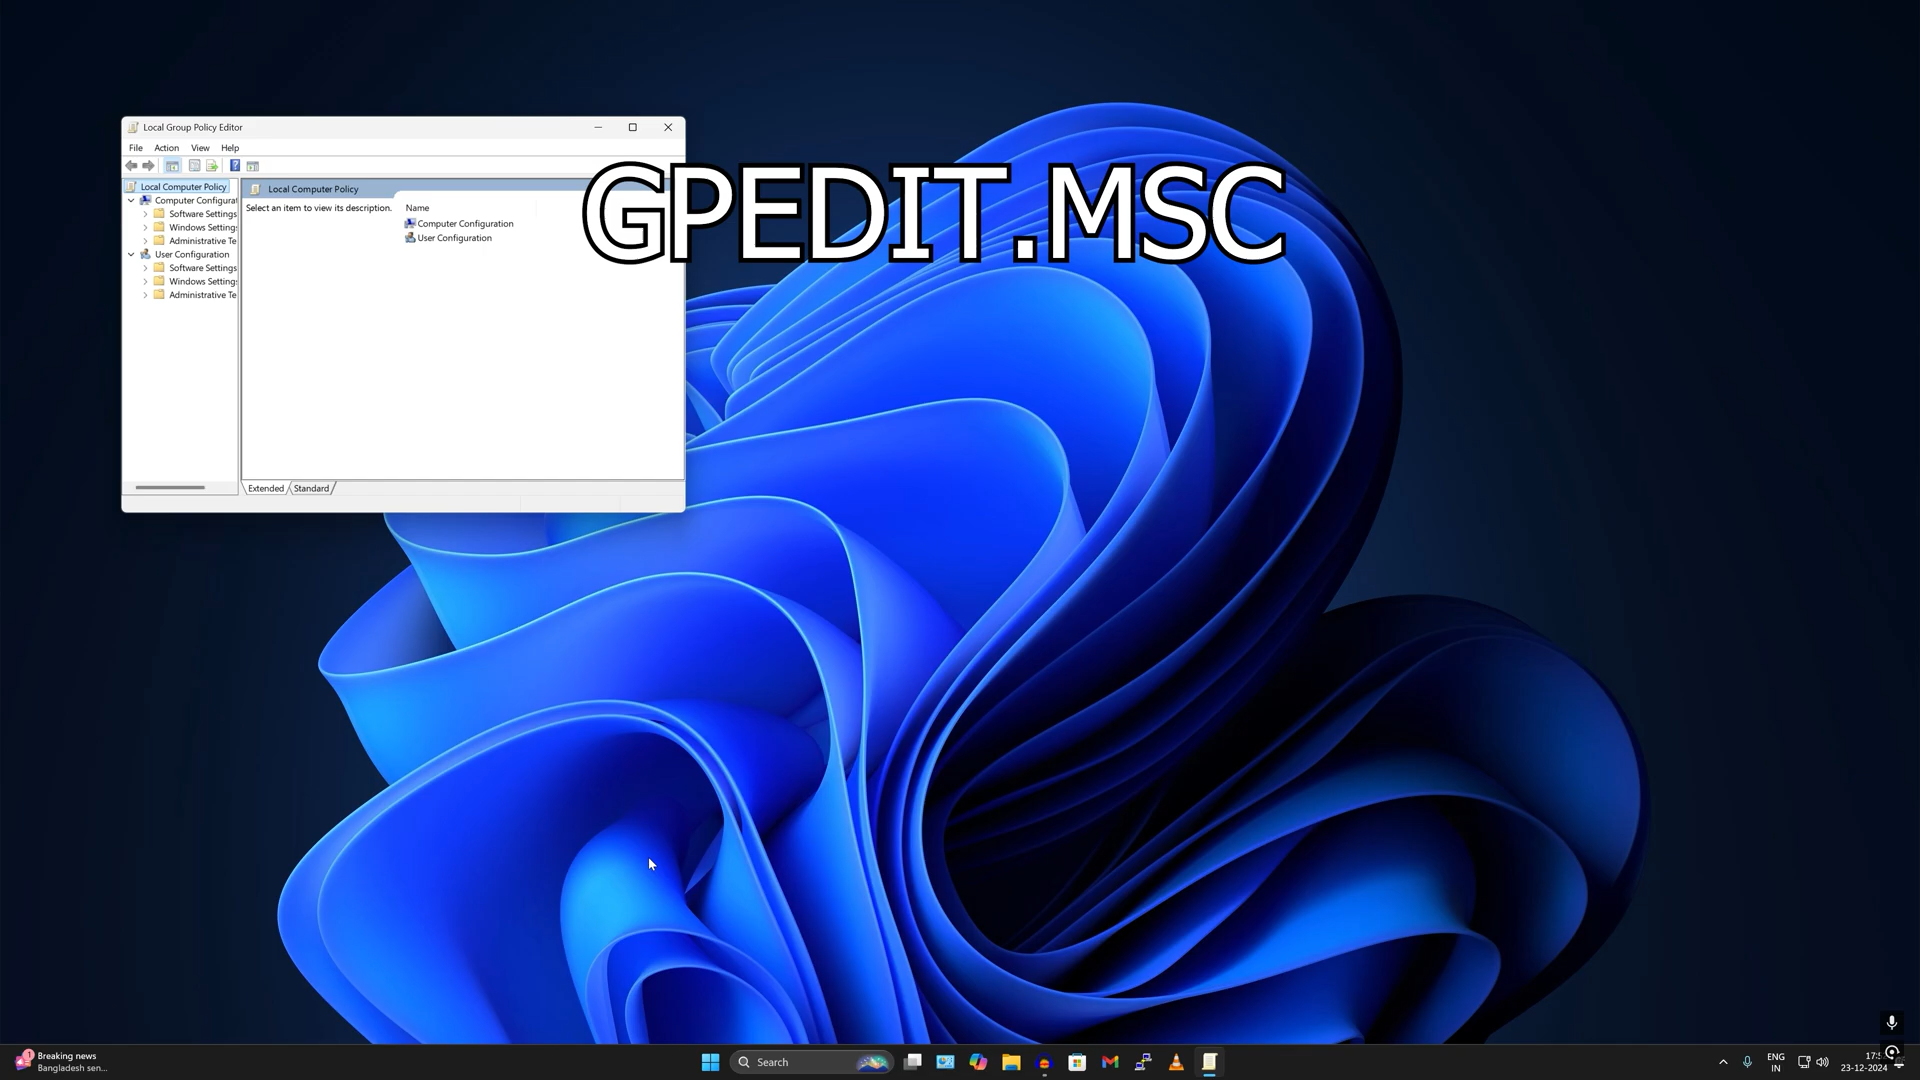 Local Group Policy Editor
File Action View Help
Local Computer Policy
Computer Configurat
Software Settings
Windows Setting
Administrative Te
User Configuration
Software Settings
Windows Setting
Administrative Te
Local Computer Policy
Select an item to view its description.
Name
Computer Configuration
User Configuration
Extended Standard
GPEDIT.MSC
Breaking news
Bangladesh sen...
Search
ENG
IN
23-12-2024